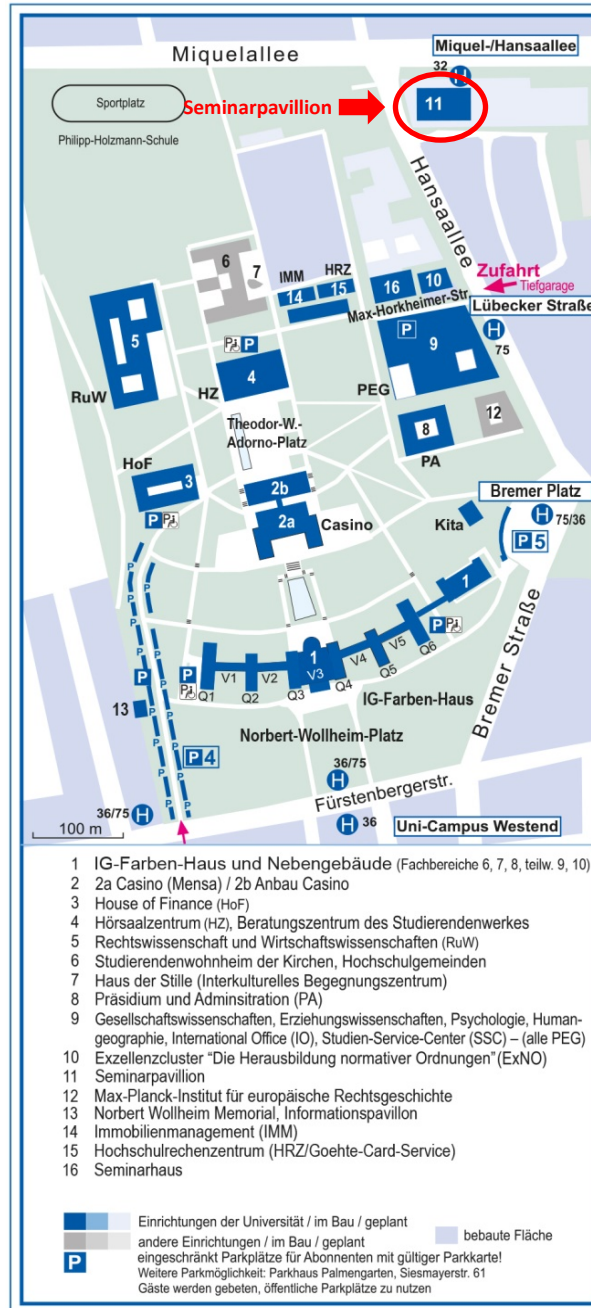 Miquelallee
Miquel-/Hansaallee
32
H
Sportplatz
Seminarpavillion
11
Philipp-Holzmann-Schule
Hansaallee
6
7
IMM
HRZ
14
15
16
10
Zufahrt
Tiefgarage
Max-Horkheimer-Str
Lübecker Straße
P
H
75
5
P
9
4
RuW
HZ
PEG
12
Theodor-W.-
Adorno-Platz
8
HoF
PA
3
2b
Bremer Platz
2a
Casino
Kita
H
75/36
P
P 5
1
Bremer Straße
1
V1
V2
V3
V4
V5
Q1
Q2
Q3
Q4
Q5
Q6
P
P
P
IG-Farben-Haus
13
Norbert-Wollheim-Platz
P 4
36/75
H
Fürstenbergerstr.
36/75
H
H
36
Uni-Campus Westend
100 m
1 IG-Farben-Haus und Nebengebäude (Fachbereiche 6, 7, 8, teilw. 9, 10)
2 2a Casino (Mensa) / 2b Anbau Casino
3 House of Finance (HoF)
4 Hörsaalzentrum (HZ), Beratungszentrum des Studierendenwerkes
5 Rechtswissenschaft und Wirtschaftswissenschaften (RuW)
6 Studierendenwohnheim der Kirchen, Hochschulgemeinden
7 Haus der Stille (Interkulturelles Begegnungszentrum)
8 Präsidium und Adminsitration (PA)
9 Gesellschaftswissenschaften, Erziehungswissenschaften, Psychologie, Human-
geographie, International Office (IO), Studien-Service-Center (SSC) – (alle PEG)
10 Exzellenzcluster “Die Herausbildung normativer Ordnungen” (ExNO)
11 Seminarpavillion
12 Max-Planck-Institut für europäische Rechtsgeschichte
13 Norbert Wollheim Memorial, Informationspavillon
14 Immobilienmanagement (IMM)
15 Hochschulrechenzentrum (HRZ/Goehte-Card-Service)
16 Seminarhaus
Einrichtungen der Universität / im Bau / geplant
bebaute Fläche
andere Einrichtungen / im Bau / geplant
P eingeschränkt Parkplätze für Abonnenten mit gültiger Parkkarte!
Weitere Parkmöglichkeit: Parkhaus Palmengarten, Siesmayerstr. 61
Gäste werden gebeten, öffentliche Parkplätze zu nutzen